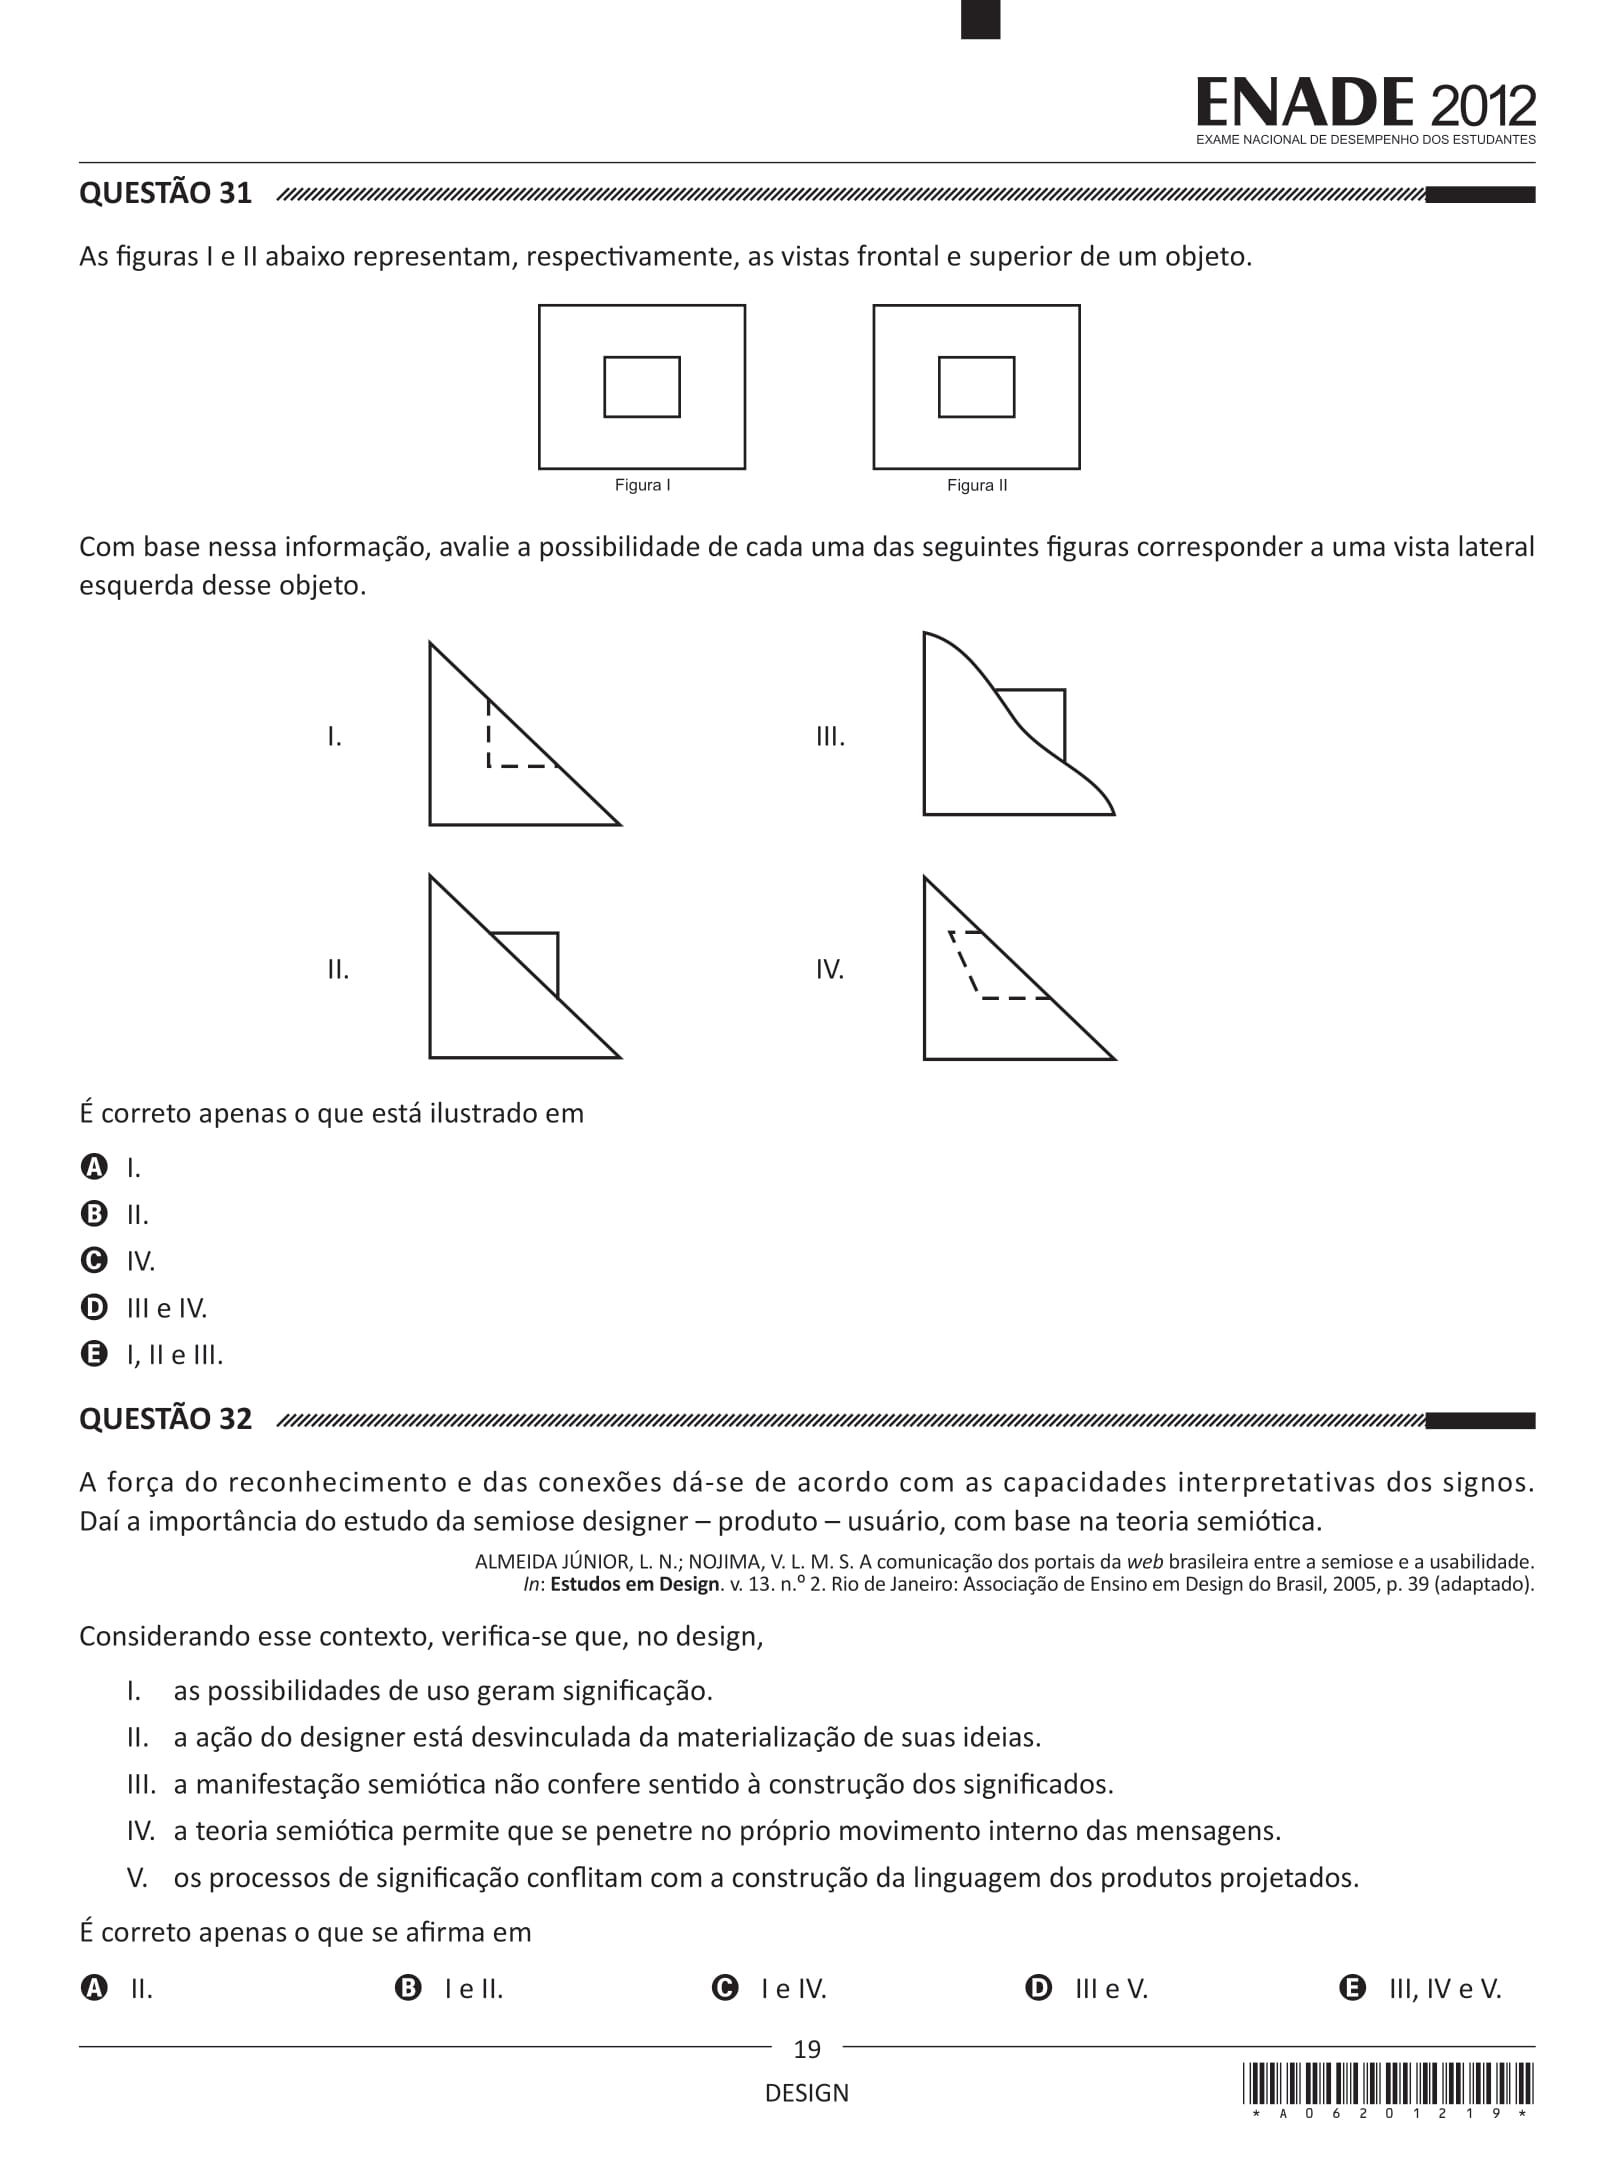 ENADE 2012
EXAME NACIONAL DE DESEMPENHO DOS ESTUDANTES
QUESTÃO 31
As figuras I e II abaixo representam, respectivamente, as vistas frontal e superior de um objeto.
Figura I
Figura II
Com base nessa informação, avalie a possibilidade de cada uma das seguintes figuras corresponder a uma vista lateral
esquerda desse objeto.
I.
III.
II.
IV.
É correto apenas o que está ilustrado em
A I.
B II.
C IV.
D III e IV.
E I, II e III.
QUESTÃO 32
A força do reconhecimento e das conexões dá-se de acordo com as capacidades interpretativas dos signos.
Daí a importância do estudo da semiose designer – produto – usuário, com base na teoria semiótica.
ALMEIDA JÚNIOR, L. N.; NOJIMA, V. L. M. S. A comunicação dos portais da web brasileira entre a semiose e a usabilidade.
In: Estudos em Design. v. 13. n.º 2. Rio de Janeiro: Associação de Ensino em Design do Brasil, 2005, p. 39 (adaptado).
Considerando esse contexto, verifica-se que, no design,
I. as possibilidades de uso geram significação.
II. a ação do designer está desvinculada da materialização de suas ideias.
III. a manifestação semiótica não confere sentido à construção dos significados.
IV. a teoria semiótica permite que se penetre no próprio movimento interno das mensagens.
V. os processos de significação conflitam com a construção da linguagem dos produtos projetados.
É correto apenas o que se afirma em
A II.
B I e II.
C I e IV.
D III e V.
E III, IV e V.
19
DESIGN
* A 0 6 2 0 1 2 1 9 *